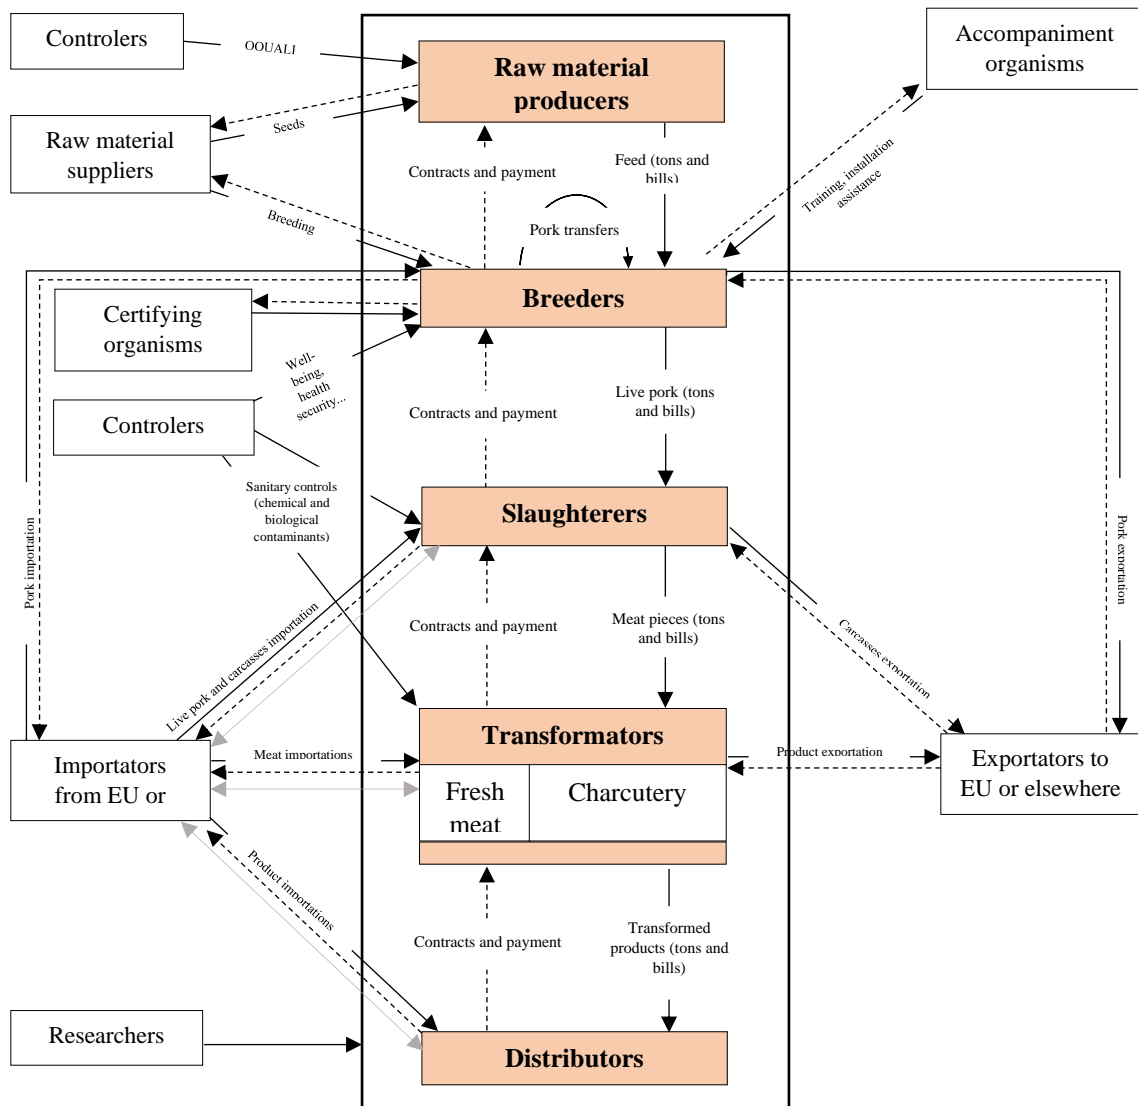 Controlers
OOUALI
Raw material
producers
Accompaniment
organisms
Raw material
suppliers
Seeds
Contracts and payment
Feed (tons and
bills)
Training, installation
assistance
Breeding
Pork transfers
Breeders
Certifying
organisms
Well-
being,
health
security...
Controlers
Contracts and payment
Live pork (tons
and bills)
Sanitary controls
(chemical and
biological
contaminants)
Slaughterers
Pork importation
Pork exportation
Live pork and carcasses importation
Contracts and payment
Meat pieces (tons
and bills)
Carcasses exportation
Transformators
Importators
from EU or
Meat importations
Product exportation
Exportators to
EU or elsewhere
Fresh
meat
Charcutery
Product importations
Contracts and payment
Transformed
products (tons and
bills)
Researchers
Distributors